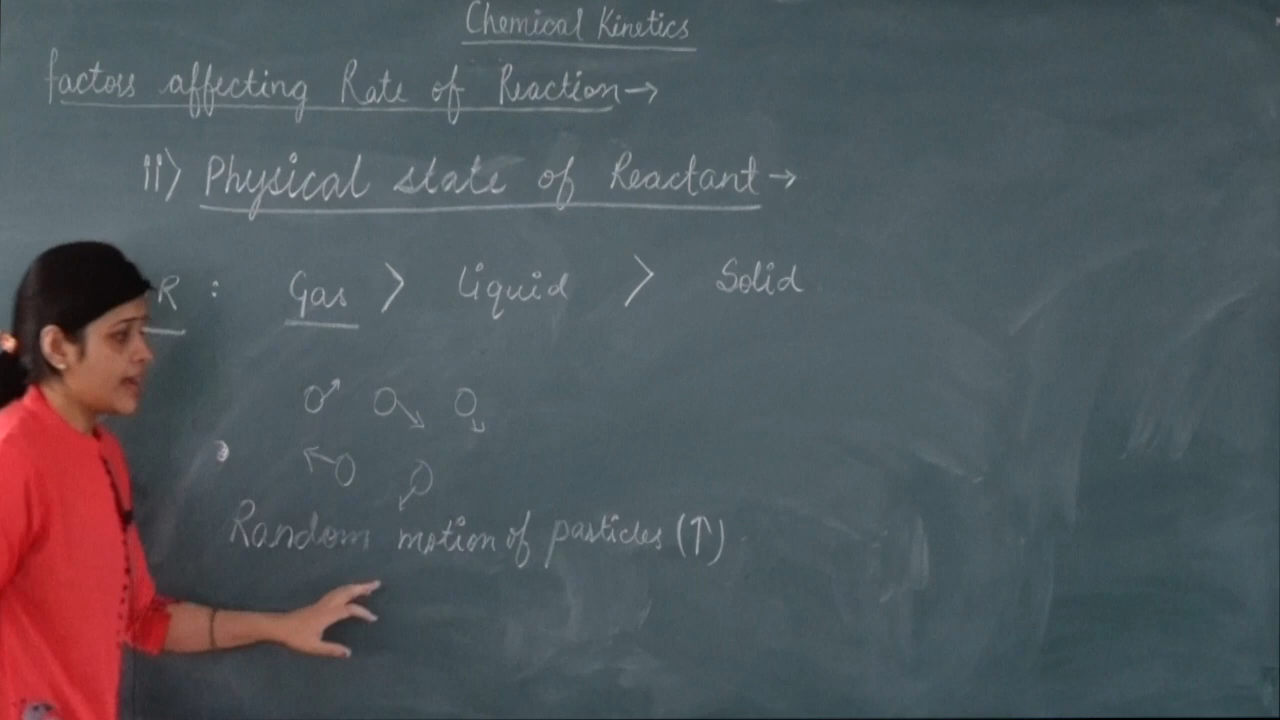 Chemical Kinetics
factors affecting Rate of Reaction→
ii) Physical state of Reactant→
R : Gas > Liquid > Solid
Random motion of particles (↑)